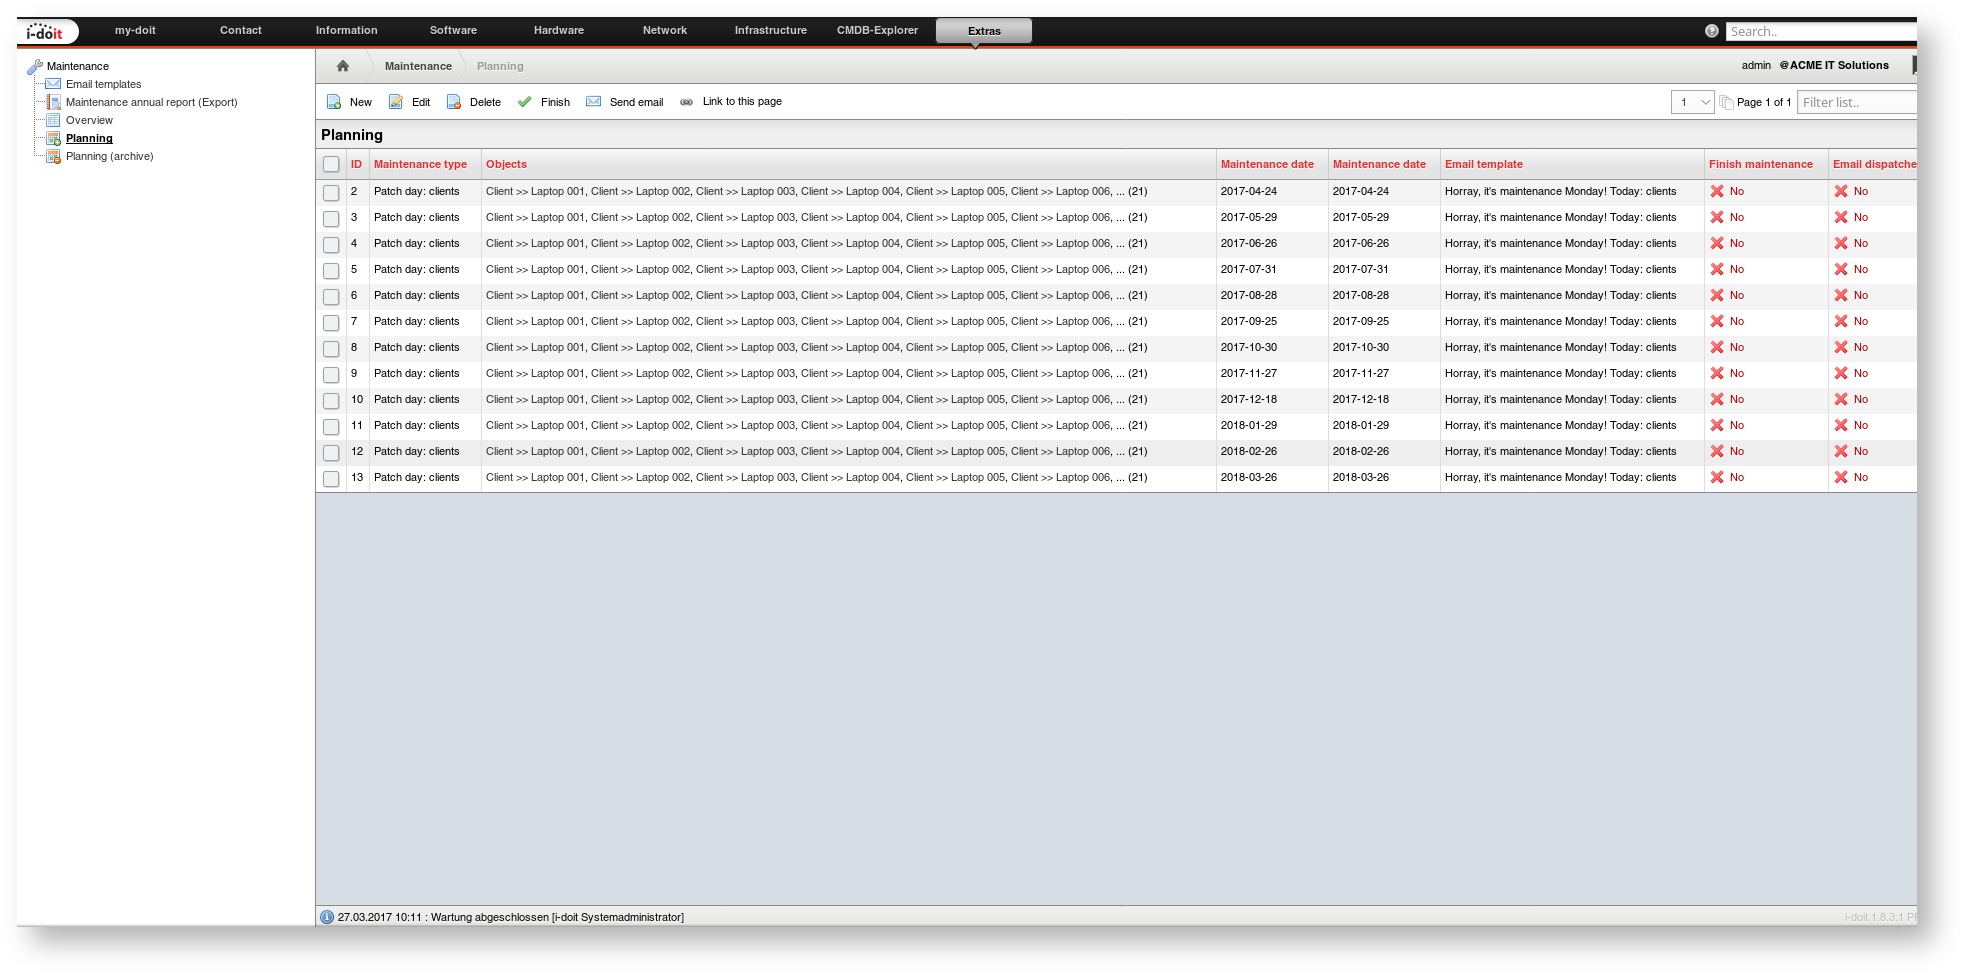 i-doit my-doit Contact Information Software Hardware Network Infrastructure CMDB-Explorer Extras Search..
Maintenance
Email templates
Maintenance annual report (Export)
Overview
Planning
Planning (archive)
Maintenance Planning admin @ACME IT Solutions
New Edit Delete Finish Send email Link to this page 1 Page 1 of 1 Filter list..
Planning
ID Maintenance type Objects Maintenance date Maintenance date Email template Finish maintenance Email dispatche
2 Patch day: clients Client >> Laptop 001, Client >> Laptop 002, Client >> Laptop 003, Client >> Laptop 004, Client >> Laptop 005, Client >> Laptop 006, ... (21) 2017-04-24 2017-04-24 Horray, it's maintenance Monday! Today: clients No No
3 Patch day: clients Client >> Laptop 001, Client >> Laptop 002, Client >> Laptop 003, Client >> Laptop 004, Client >> Laptop 005, Client >> Laptop 006, ... (21) 2017-05-29 2017-05-29 Horray, it's maintenance Monday! Today: clients No No
4 Patch day: clients Client >> Laptop 001, Client >> Laptop 002, Client >> Laptop 003, Client >> Laptop 004, Client >> Laptop 005, Client >> Laptop 006, ... (21) 2017-06-26 2017-06-26 Horray, it's maintenance Monday! Today: clients No No
5 Patch day: clients Client >> Laptop 001, Client >> Laptop 002, Client >> Laptop 003, Client >> Laptop 004, Client >> Laptop 005, Client >> Laptop 006, ... (21) 2017-07-31 2017-07-31 Horray, it's maintenance Monday! Today: clients No No
6 Patch day: clients Client >> Laptop 001, Client >> Laptop 002, Client >> Laptop 003, Client >> Laptop 004, Client >> Laptop 005, Client >> Laptop 006, ... (21) 2017-08-28 2017-08-28 Horray, it's maintenance Monday! Today: clients No No
7 Patch day: clients Client >> Laptop 001, Client >> Laptop 002, Client >> Laptop 003, Client >> Laptop 004, Client >> Laptop 005, Client >> Laptop 006, ... (21) 2017-09-25 2017-09-25 Horray, it's maintenance Monday! Today: clients No No
8 Patch day: clients Client >> Laptop 001, Client >> Laptop 002, Client >> Laptop 003, Client >> Laptop 004, Client >> Laptop 005, Client >> Laptop 006, ... (21) 2017-10-30 2017-10-30 Horray, it's maintenance Monday! Today: clients No No
9 Patch day: clients Client >> Laptop 001, Client >> Laptop 002, Client >> Laptop 003, Client >> Laptop 004, Client >> Laptop 005, Client >> Laptop 006, ... (21) 2017-11-27 2017-11-27 Horray, it's maintenance Monday! Today: clients No No
10 Patch day: clients Client >> Laptop 001, Client >> Laptop 002, Client >> Laptop 003, Client >> Laptop 004, Client >> Laptop 005, Client >> Laptop 006, ... (21) 2017-12-18 2017-12-18 Horray, it's maintenance Monday! Today: clients No No
11 Patch day: clients Client >> Laptop 001, Client >> Laptop 002, Client >> Laptop 003, Client >> Laptop 004, Client >> Laptop 005, Client >> Laptop 006, ... (21) 2018-01-29 2018-01-29 Horray, it's maintenance Monday! Today: clients No No
12 Patch day: clients Client >> Laptop 001, Client >> Laptop 002, Client >> Laptop 003, Client >> Laptop 004, Client >> Laptop 005, Client >> Laptop 006, ... (21) 2018-02-26 2018-02-26 Horray, it's maintenance Monday! Today: clients No No
13 Patch day: clients Client >> Laptop 001, Client >> Laptop 002, Client >> Laptop 003, Client >> Laptop 004, Client >> Laptop 005, Client >> Laptop 006, ... (21) 2018-03-26 2018-03-26 Horray, it's maintenance Monday! Today: clients No No
27.03.2017 10:11 : Wartung abgeschlossen [i-doit Systemadministrator] i-doit 1.8.3.1